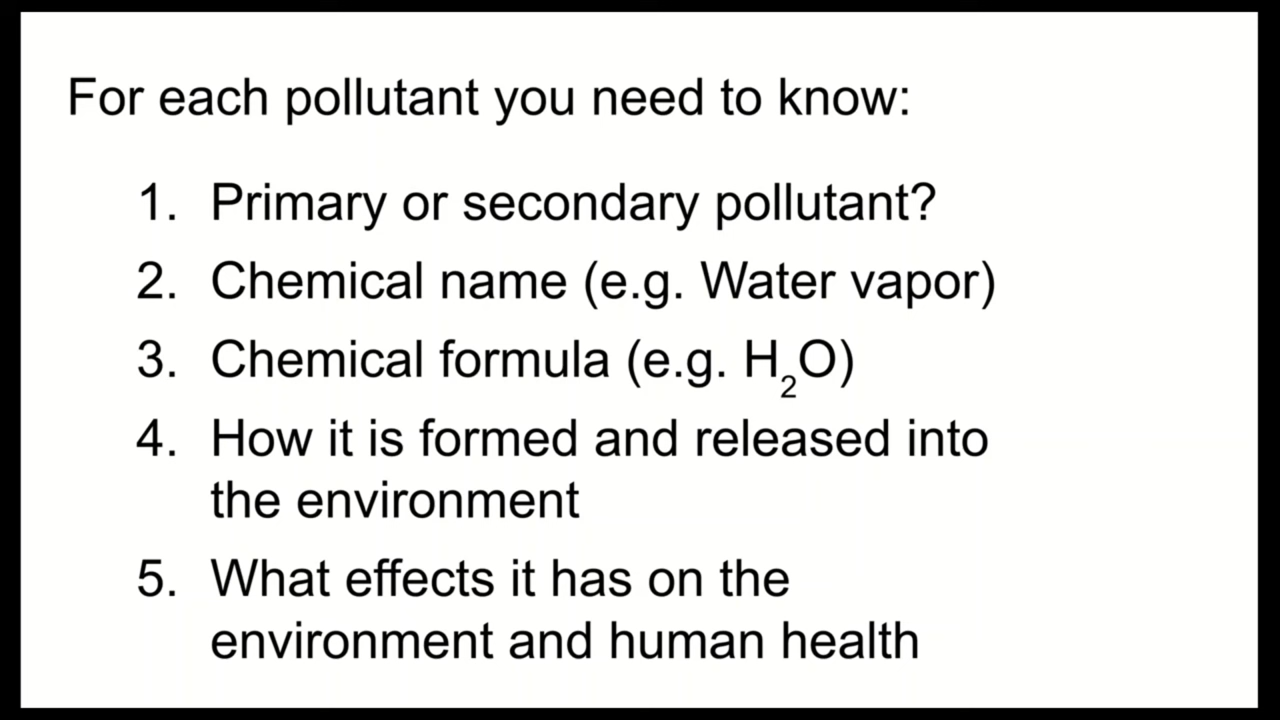 For each pollutant you need to know:
1. Primary or secondary pollutant?
2. Chemical name (e.g. Water vapor)
3. Chemical formula (e.g. H₂O)
4. How it is formed and released into
the environment
5. What effects it has on the
environment and human health